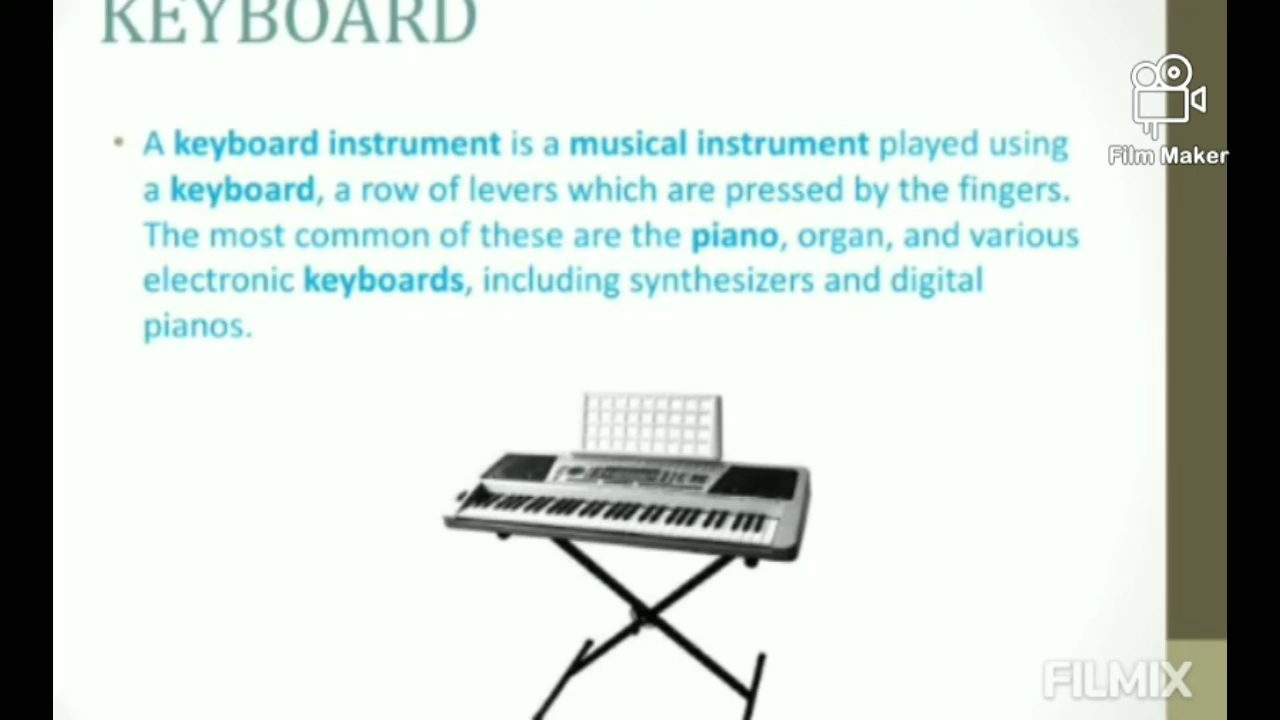 KEYBOARD
Film Maker
• A keyboard instrument is a musical instrument played using
a keyboard, a row of levers which are pressed by the fingers.
The most common of these are the piano, organ, and various
electronic keyboards, including synthesizers and digital
pianos.
FILMIX